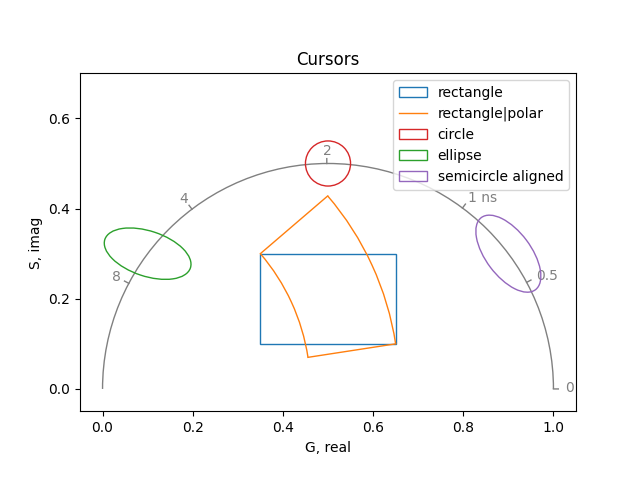 Cursors
rectangle
rectangle|polar
circle
ellipse
semicircle aligned
0.6
0.4
0.2
0.0
S, imag
8
4
2
1 ns
0.5
0
0.0
0.2
0.4
0.6
0.8
1.0
G, real